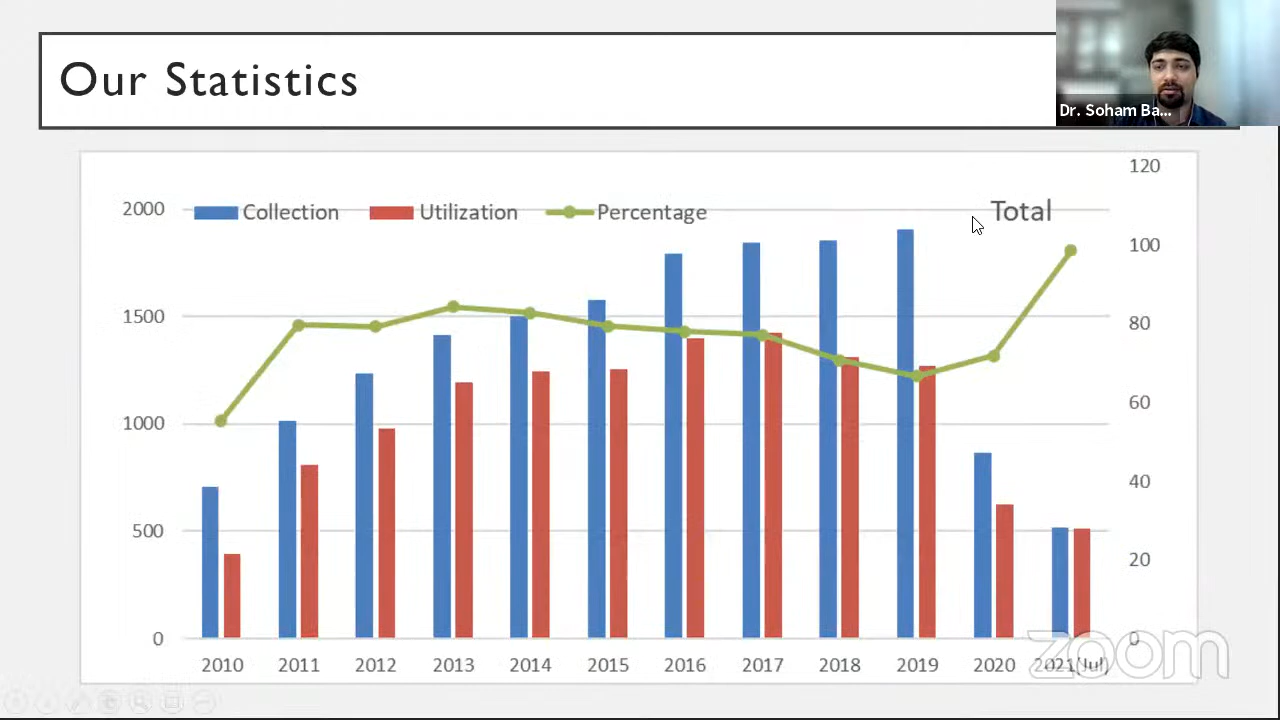 Our Statistics
Dr. Soham Ba...
120
2000 Collection Utilization Percentage Total
100
1500
80
1000
60
40
500
20
0
0
2010 2011 2012 2013 2014 2015 2016 2017 2018 2019 2020 2021(Jul)
zoom